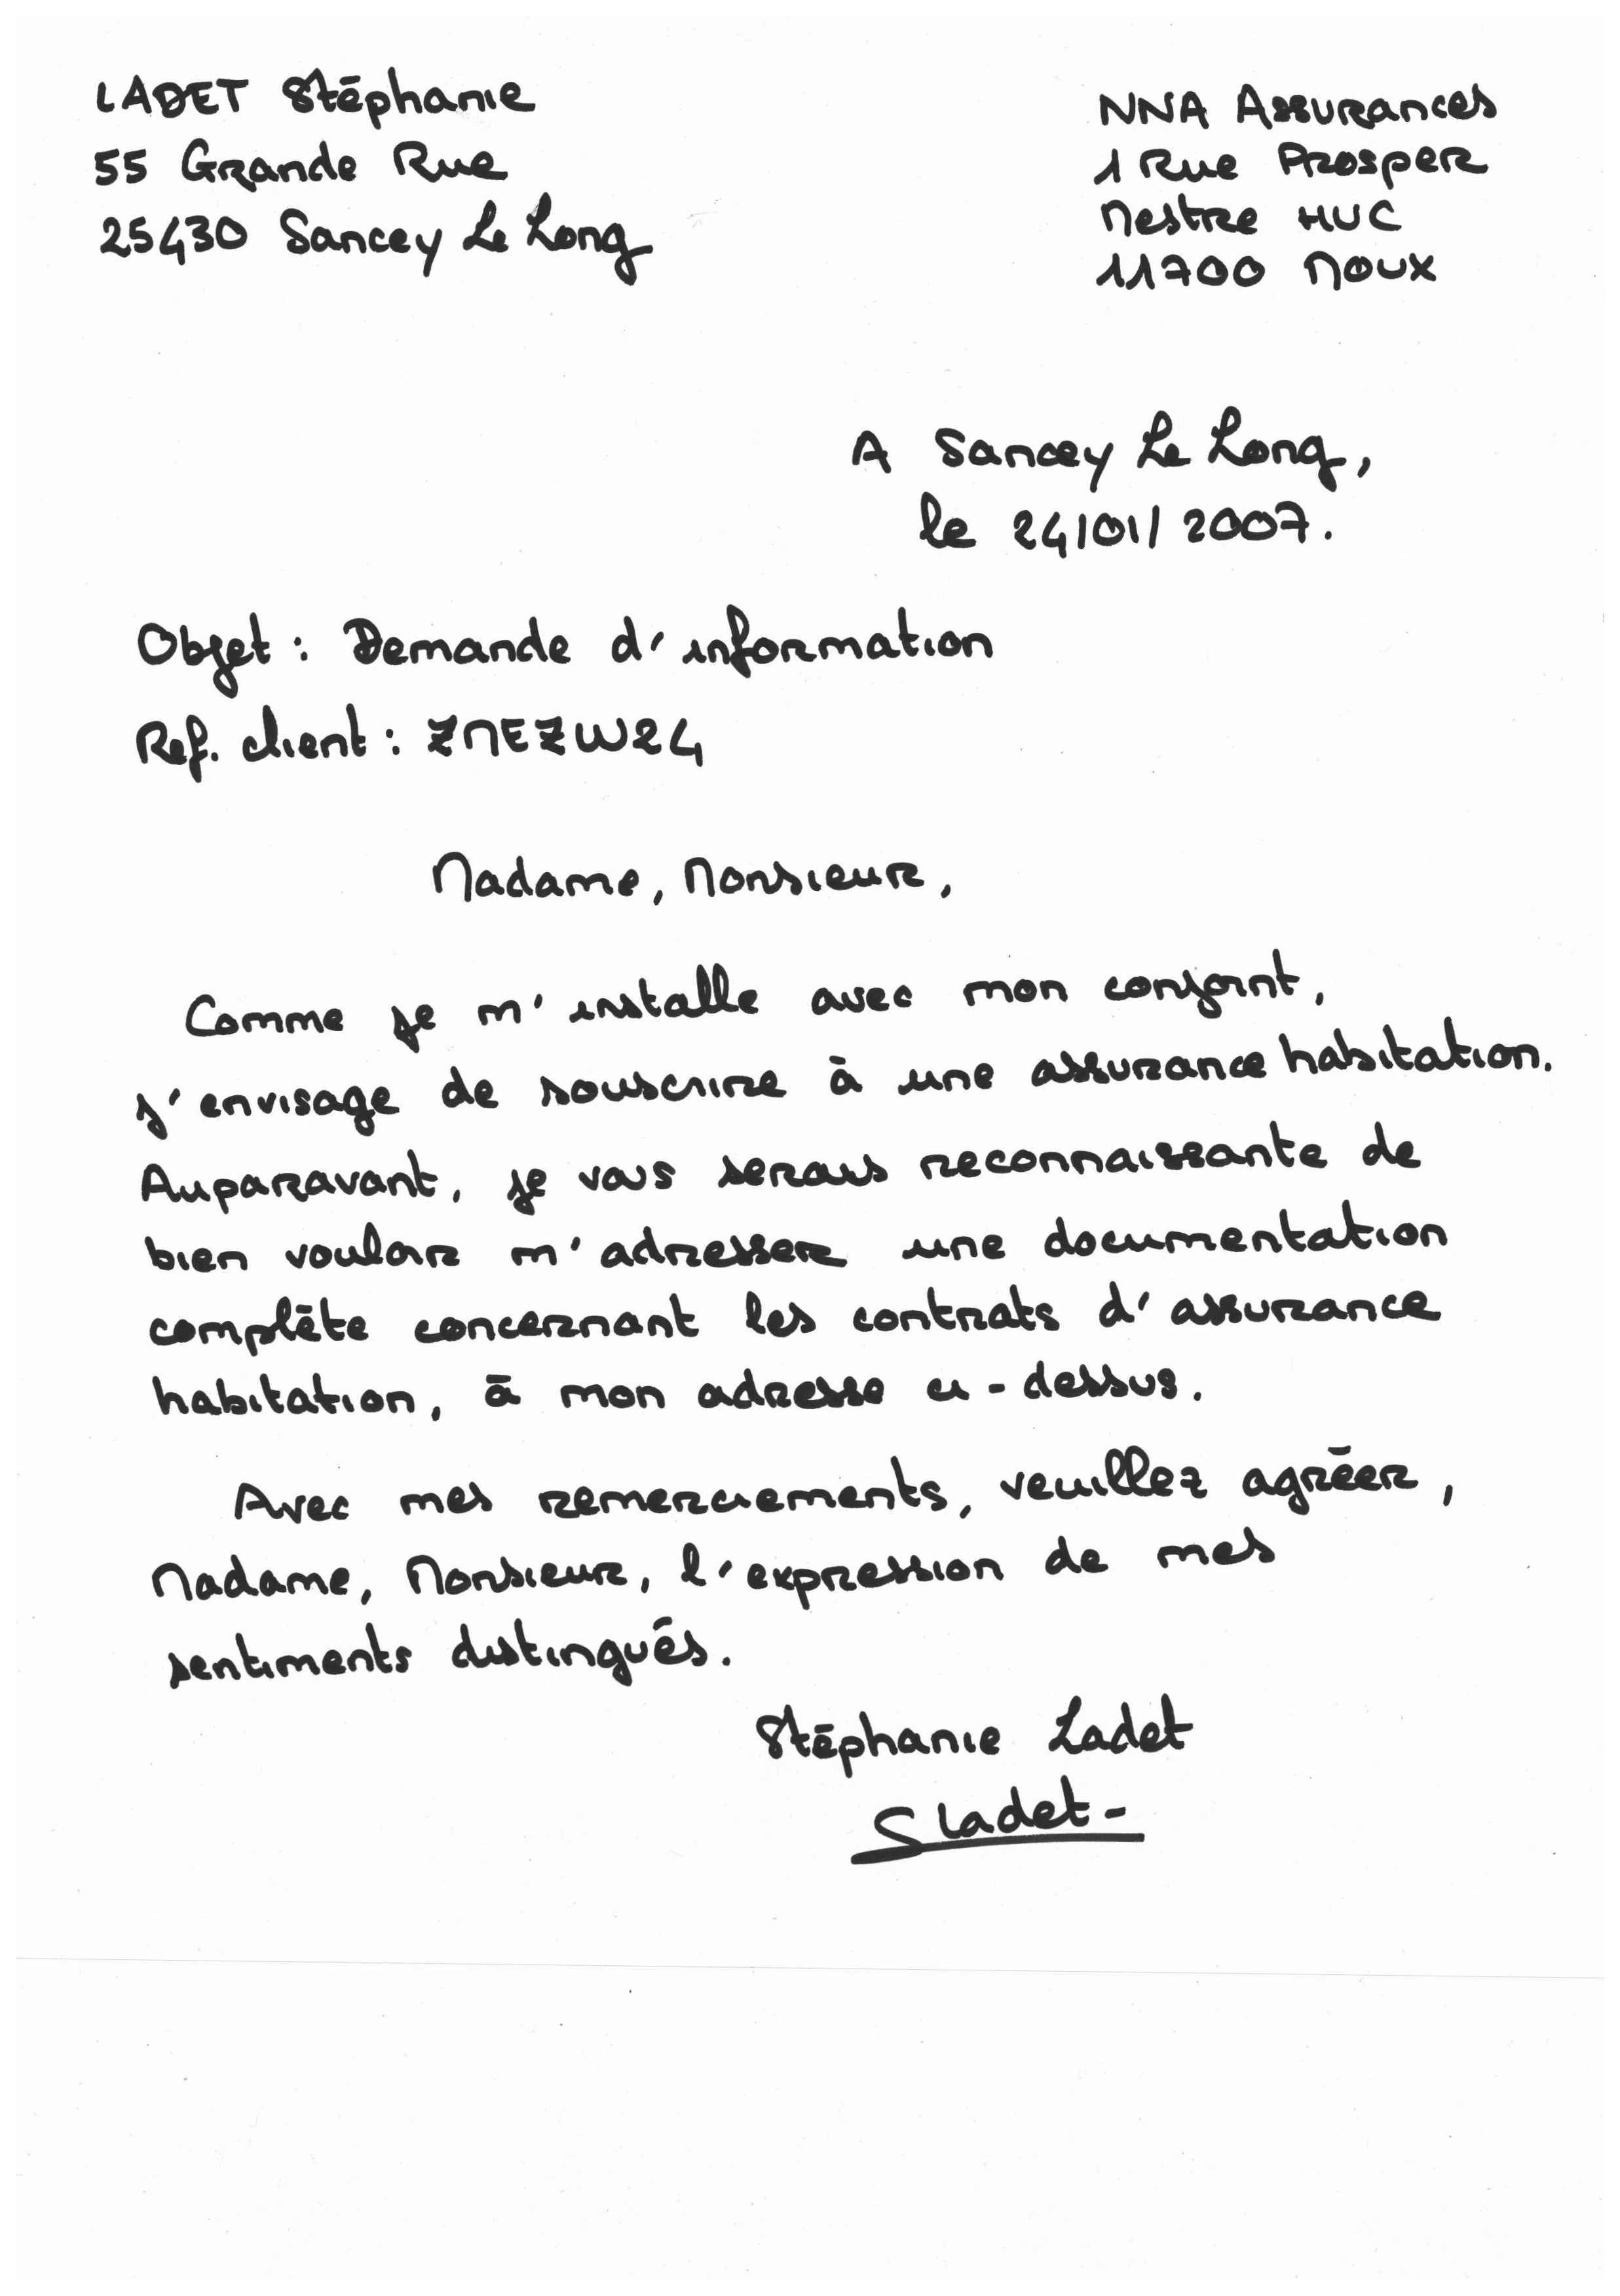 LADET Stéphanie
55 Grande Rue
25430 Sancey Le Long
NNA Assurances
1 Rue Prosper
Mestre HUC
11700 Moux
A Sancey Le Long,
le 24/01/2007.
Objet : Demande d'information
Ref. client : ZMEZW24
Madame, Monsieur,
Comme je m'installe avec mon conjoint,
j'envisage de souscrire à une assurance habitation.
Auparavant, je vous serais reconnaissante de
bien vouloir m'adresser une documentation
complète concernant les contrats d'assurance
habitation, à mon adresse ci-dessus.
Avec mes remerciements, veuillez agréer,
Madame, Monsieur, l'expression de mes
sentiments distingués.
Stéphanie Ladet
SLadet-